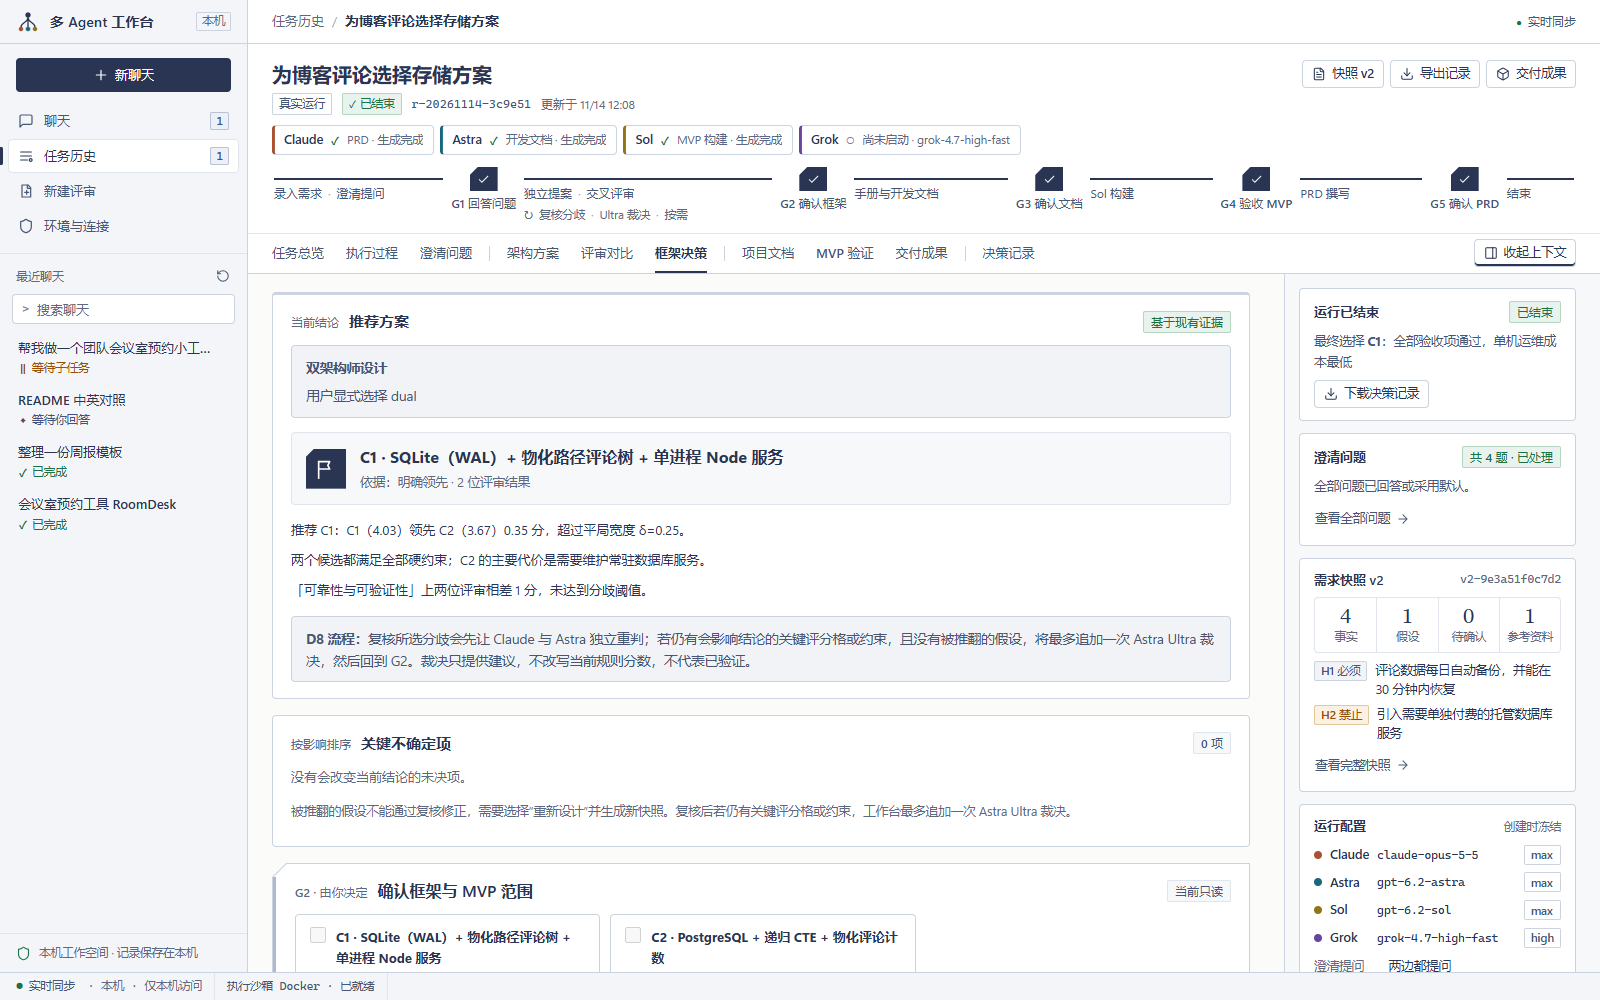 多 Agent 工作台
本机
任务历史 / 为博客评论选择存储方案
实时同步
新聊天
聊天
1
任务历史
1
新建评审
环境与连接
最近聊天
> 搜索聊天
帮我做一个团队会议室预约小工...
等待子任务
README 中英对照
等待你回答
整理一份周报模板
✓ 已完成
会议室预约工具 RoomDesk
✓ 已完成
本机工作空间 · 记录保存在本机
为博客评论选择存储方案
快照 v2
导出记录
交付成果
真实运行
✓ 已结束
r-20261114-3c9e51
更新于 11/14 12:08
Claude ✓ PRD · 生成完成
Astra ✓ 开发文档 · 生成完成
Sol ✓ MVP 构建 · 生成完成
Grok ○ 尚未启动 · grok-4.7-high-fast
录入需求 · 澄清提问
G1 回答问题
独立提案 · 交叉评审
↻ 复核分歧 · Ultra 裁决 · 按需
G2 确认框架
手册与开发文档
G3 确认文档
Sol 构建
G4 验收 MVP
PRD 撰写
G5 确认 PRD
结束
任务总览
执行过程
澄清问题
架构方案
评审对比
框架决策
项目文档
MVP 验证
交付成果
决策记录
收起上下文
当前结论 推荐方案
基于现有证据
双架构师设计
用户显式选择 dual
C1 · SQLite（WAL）+ 物化路径评论树 + 单进程 Node 服务
依据：明确领先 · 2 位评审结果
推荐 C1：C1（4.03）领先 C2（3.67）0.35 分，超过平局宽度 δ=0.25。
两个候选都满足全部硬约束；C2 的主要代价是需要维护常驻数据库服务。
「可靠性与可验证性」上两位评审相差 1 分，未达到分歧阈值。
D8 流程：复核所选分歧会先让 Claude 与 Astra 独立重判；若仍有会影响结论的关键评分格或约束，且没有被推翻的假设，将最多追加一次 Astra Ultra 裁
决，然后回到 G2。裁决只提供建议，不改写当前规则分数，不代表已验证。
按影响排序 关键不确定项
0 项
没有会改变当前结论的未决项。
被推翻的假设不能通过复核修正，需要选择“重新设计”并生成新快照。复核后若仍有关键评分格或约束，工作台最多追加一次 Astra Ultra 裁决。
G2 · 由你决定 确认框架与 MVP 范围
当前只读
C1 · SQLite（WAL）+ 物化路径评论树 +
单进程 Node 服务
C2 · PostgreSQL + 递归 CTE + 物化评论计
数
运行已结束
已结束
最终选择 C1：全部验收项通过，单机运维成
本最低
下载决策记录
澄清问题
共 4 题 · 已处理
全部问题已回答或采用默认。
查看全部问题 →
需求快照 v2
v2-9e3a51f0c7d2
4
事实
1
假设
0
待确认
1
参考资料
H1 必须
评论数据每日自动备份，并能在
30 分钟内恢复
H2 禁止
引入需要单独付费的托管数据库
服务
查看完整快照 →
运行配置
创建时冻结
Claude claude-opus-5-5 max
Astra gpt-6.2-astra max
Sol gpt-6.2-sol max
Grok grok-4.7-high-fast high
澄清提问 两边都提问
实时同步 · 本机 · 仅本机访问
执行沙箱 Docker · 已就绪